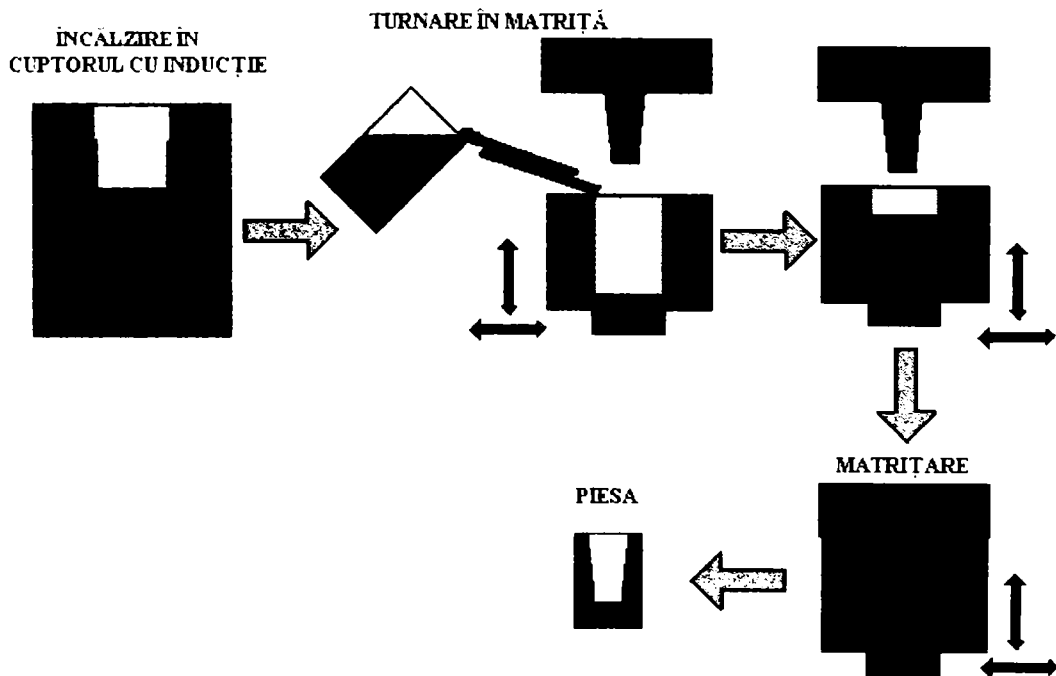 ÎNCĂLZIRE ÎN
CUPTORUL CU INDUCȚIE
TURNARE ÎN MATRIȚĂ
MATRIȚARE
PIESA